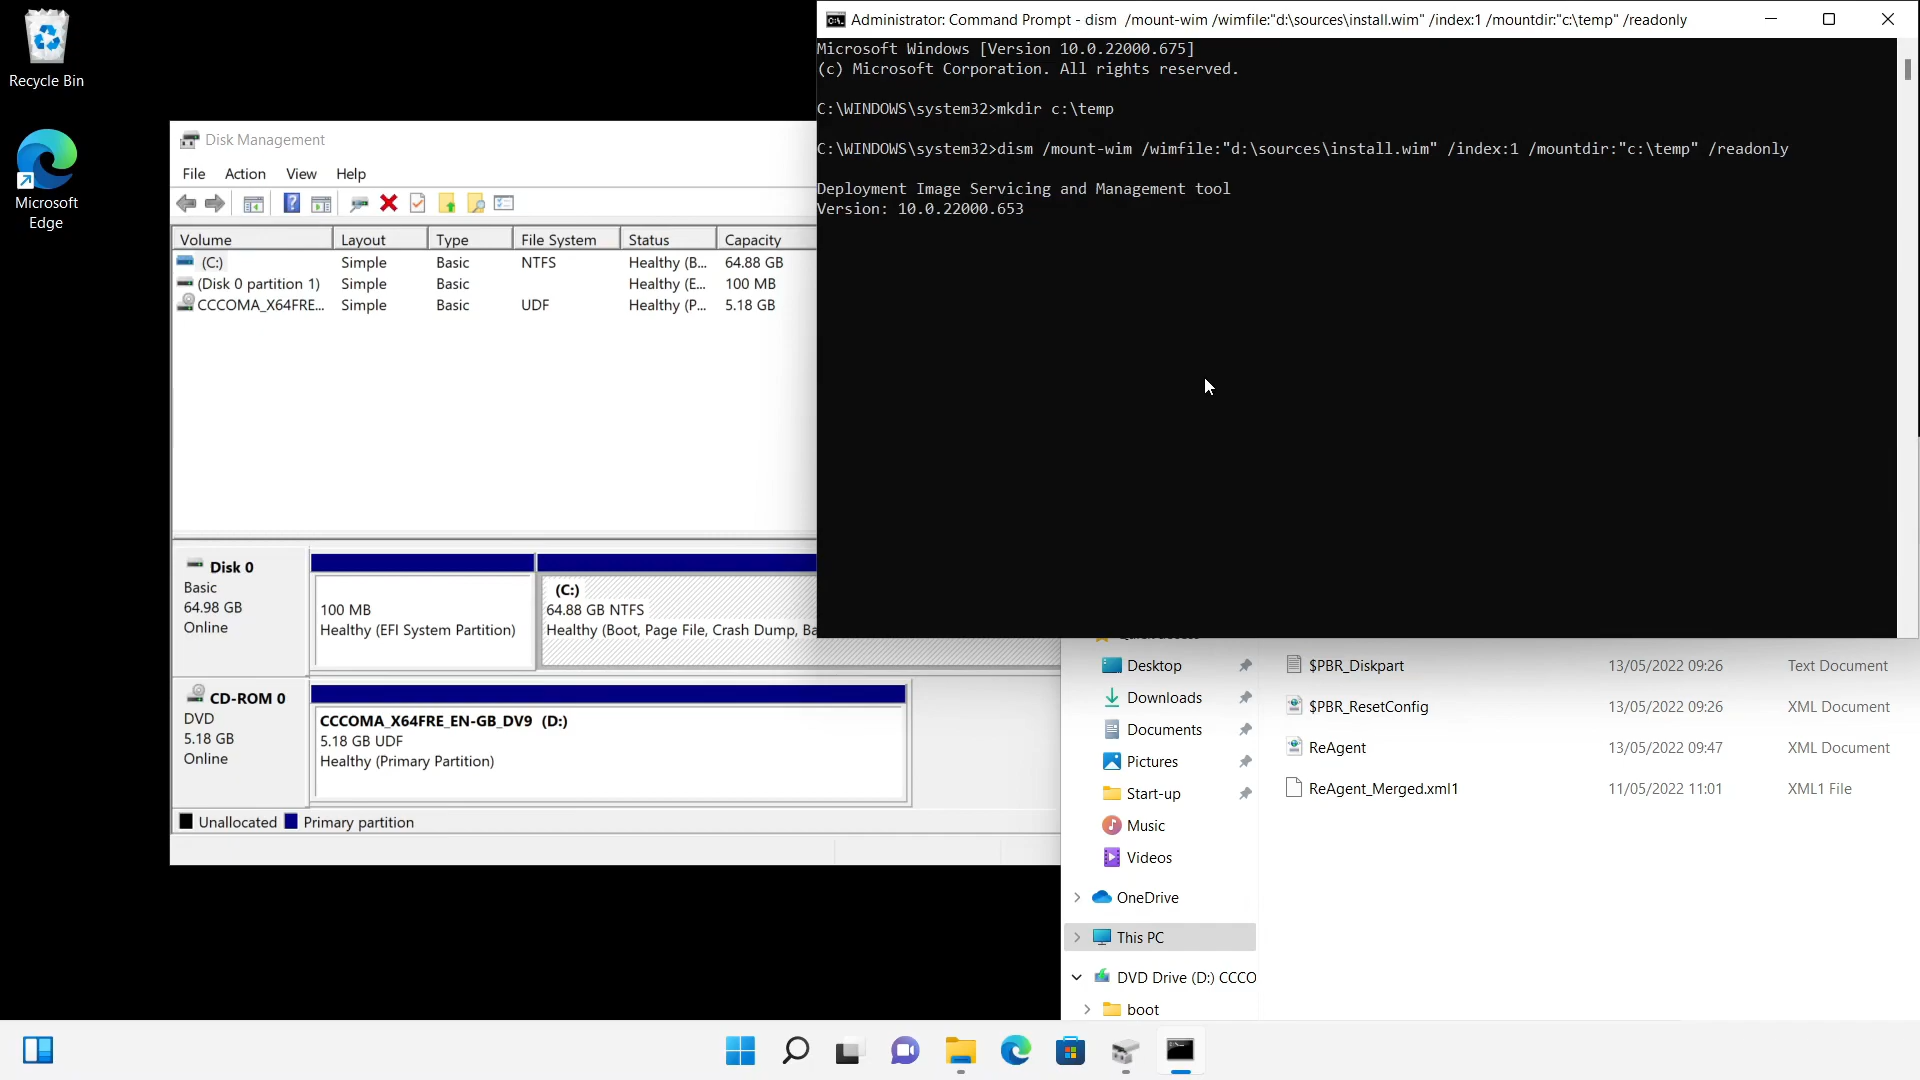 Recycle Bin
Microsoft
Edge
Administrator: Command Prompt - dism  /mount-wim /wimfile:"d:\sources\install.wim" /index:1 /mountdir:"c:\temp" /readonly
Microsoft Windows [Version 10.0.22000.675]
(c) Microsoft Corporation. All rights reserved.
C:\WINDOWS\system32>mkdir c:\temp
C:\WINDOWS\system32>dism /mount-wim /wimfile:"d:\sources\install.wim" /index:1 /mountdir:"c:\temp" /readonly
Deployment Image Servicing and Management tool
Version: 10.0.22000.653
Disk Management
File Action View Help
Volume Layout Type File System Status Capacity
(C:) Simple Basic NTFS Healthy (B... 64.88 GB
(Disk 0 partition 1) Simple Basic Healthy (E... 100 MB
CCCOMA_X64FRE... Simple Basic UDF Healthy (P... 5.18 GB
Disk 0
Basic
64.98 GB
Online
100 MB
Healthy (EFI System Partition)
(C:)
64.88 GB NTFS
Healthy (Boot, Page File, Crash Dump, Ba
CD-ROM 0
DVD
5.18 GB
Online
CCCOMA_X64FRE_EN-GB_DV9 (D:)
5.18 GB UDF
Healthy (Primary Partition)
Unallocated Primary partition
Desktop
Downloads
Documents
Pictures
Start-up
Music
Videos
OneDrive
This PC
DVD Drive (D:) CCCO
boot
$PBR_Diskpart 13/05/2022 09:26 Text Document
$PBR_ResetConfig 13/05/2022 09:26 XML Document
ReAgent 13/05/2022 09:47 XML Document
ReAgent_Merged.xml1 11/05/2022 11:01 XML1 File